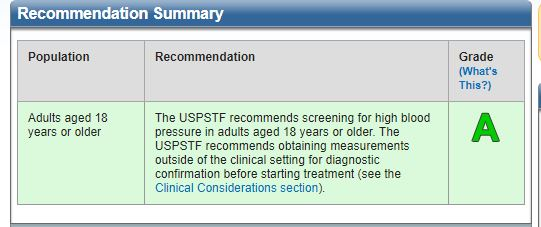 Recommendation Summary
Population
Recommendation
Grade
(What's
This?)
Adults aged 18
years or older
The USPSTF recommends screening for high blood
pressure in adults aged 18 years or older. The
USPSTF recommends obtaining measurements
outside of the clinical setting for diagnostic
confirmation before starting treatment (see the
Clinical Considerations section).
A